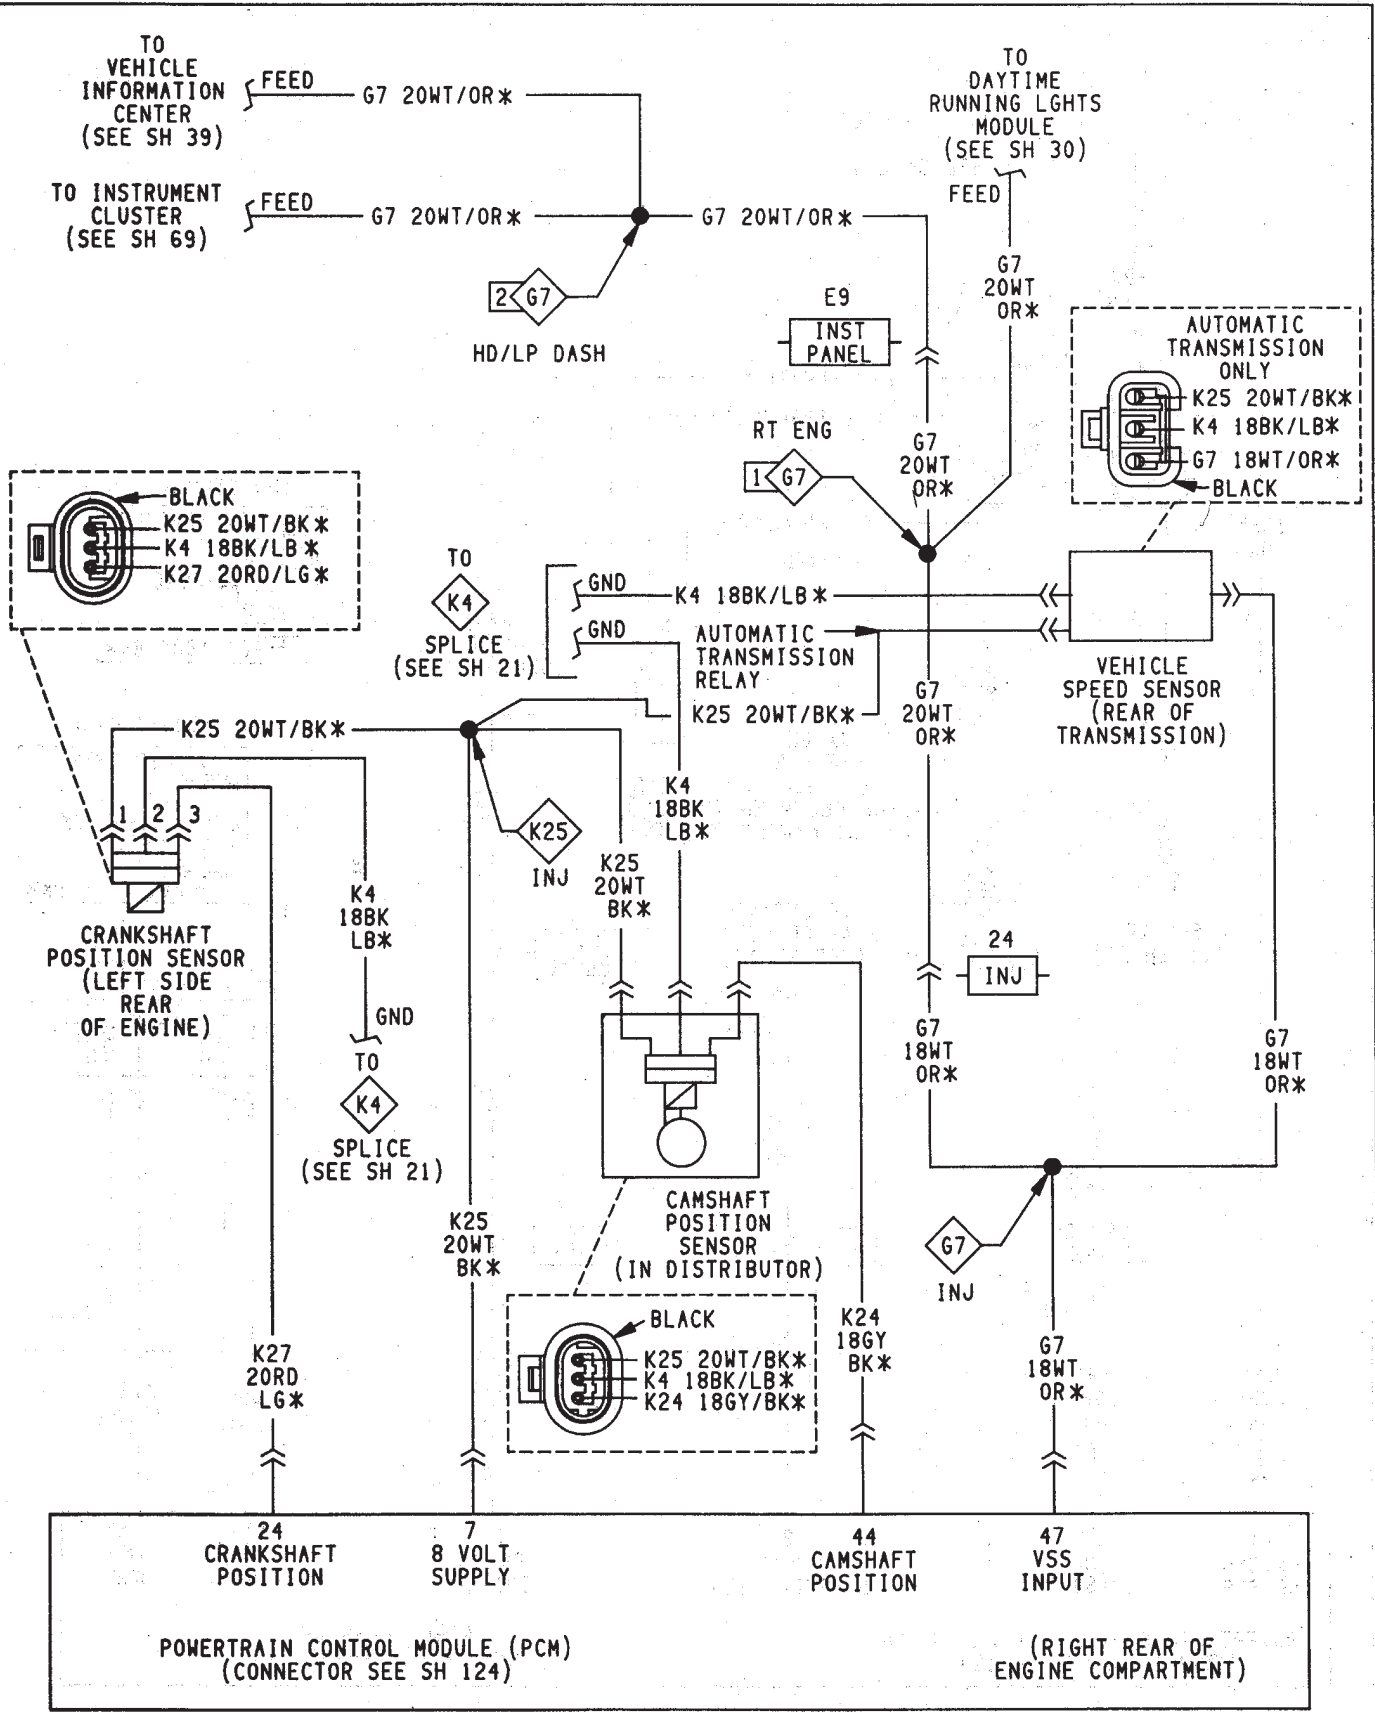 TO
VEHICLE
INFORMATION
CENTER
(SEE SH 39)
FEED
G7 20WT/OR*
TO INSTRUMENT
CLUSTER
(SEE SH 69)
FEED
G7 20WT/OR*
G7 20WT/OR*
2 G7
HD/LP DASH
TO
DAYTIME
RUNNING LGHTS
MODULE
(SEE SH 30)
FEED
G7
20WT
OR*
E9
INST
PANEL
RT ENG
1 G7
G7
20WT
OR*
AUTOMATIC
TRANSMISSION
ONLY
K25 20WT/BK*
K4 18BK/LB*
G7 18WT/OR*
BLACK
BLACK
K25 20WT/BK*
K4 18BK/LB*
K27 20RD/LG*
TO
K4
SPLICE
(SEE SH 21)
GND
K4 18BK/LB*
GND
AUTOMATIC
TRANSMISSION
RELAY
K25 20WT/BK*
VEHICLE
SPEED SENSOR
(REAR OF
TRANSMISSION)
G7
20WT
OR*
K25 20WT/BK*
1 2 3
K25
INJ
K4
18BK
LB*
K25
20WT
BK*
K4
18BK
LB*
CRANKSHAFT
POSITION SENSOR
(LEFT SIDE
REAR
OF ENGINE)
GND
TO
K4
SPLICE
(SEE SH 21)
24
INJ
G7
18WT
OR*
G7
18WT
OR*
CAMSHAFT
POSITION
SENSOR
(IN DISTRIBUTOR)
K25
20WT
BK*
G7
INJ
BLACK
K25 20WT/BK*
K4 18BK/LB*
K24 18GY/BK*
K24
18GY
BK*
G7
18WT
OR*
K27
20RD
LG*
24
CRANKSHAFT
POSITION
7
8 VOLT
SUPPLY
44
CAMSHAFT
POSITION
47
VSS
INPUT
POWERTRAIN CONTROL MODULE (PCM)
(CONNECTOR SEE SH 124)
(RIGHT REAR OF
ENGINE COMPARTMENT)